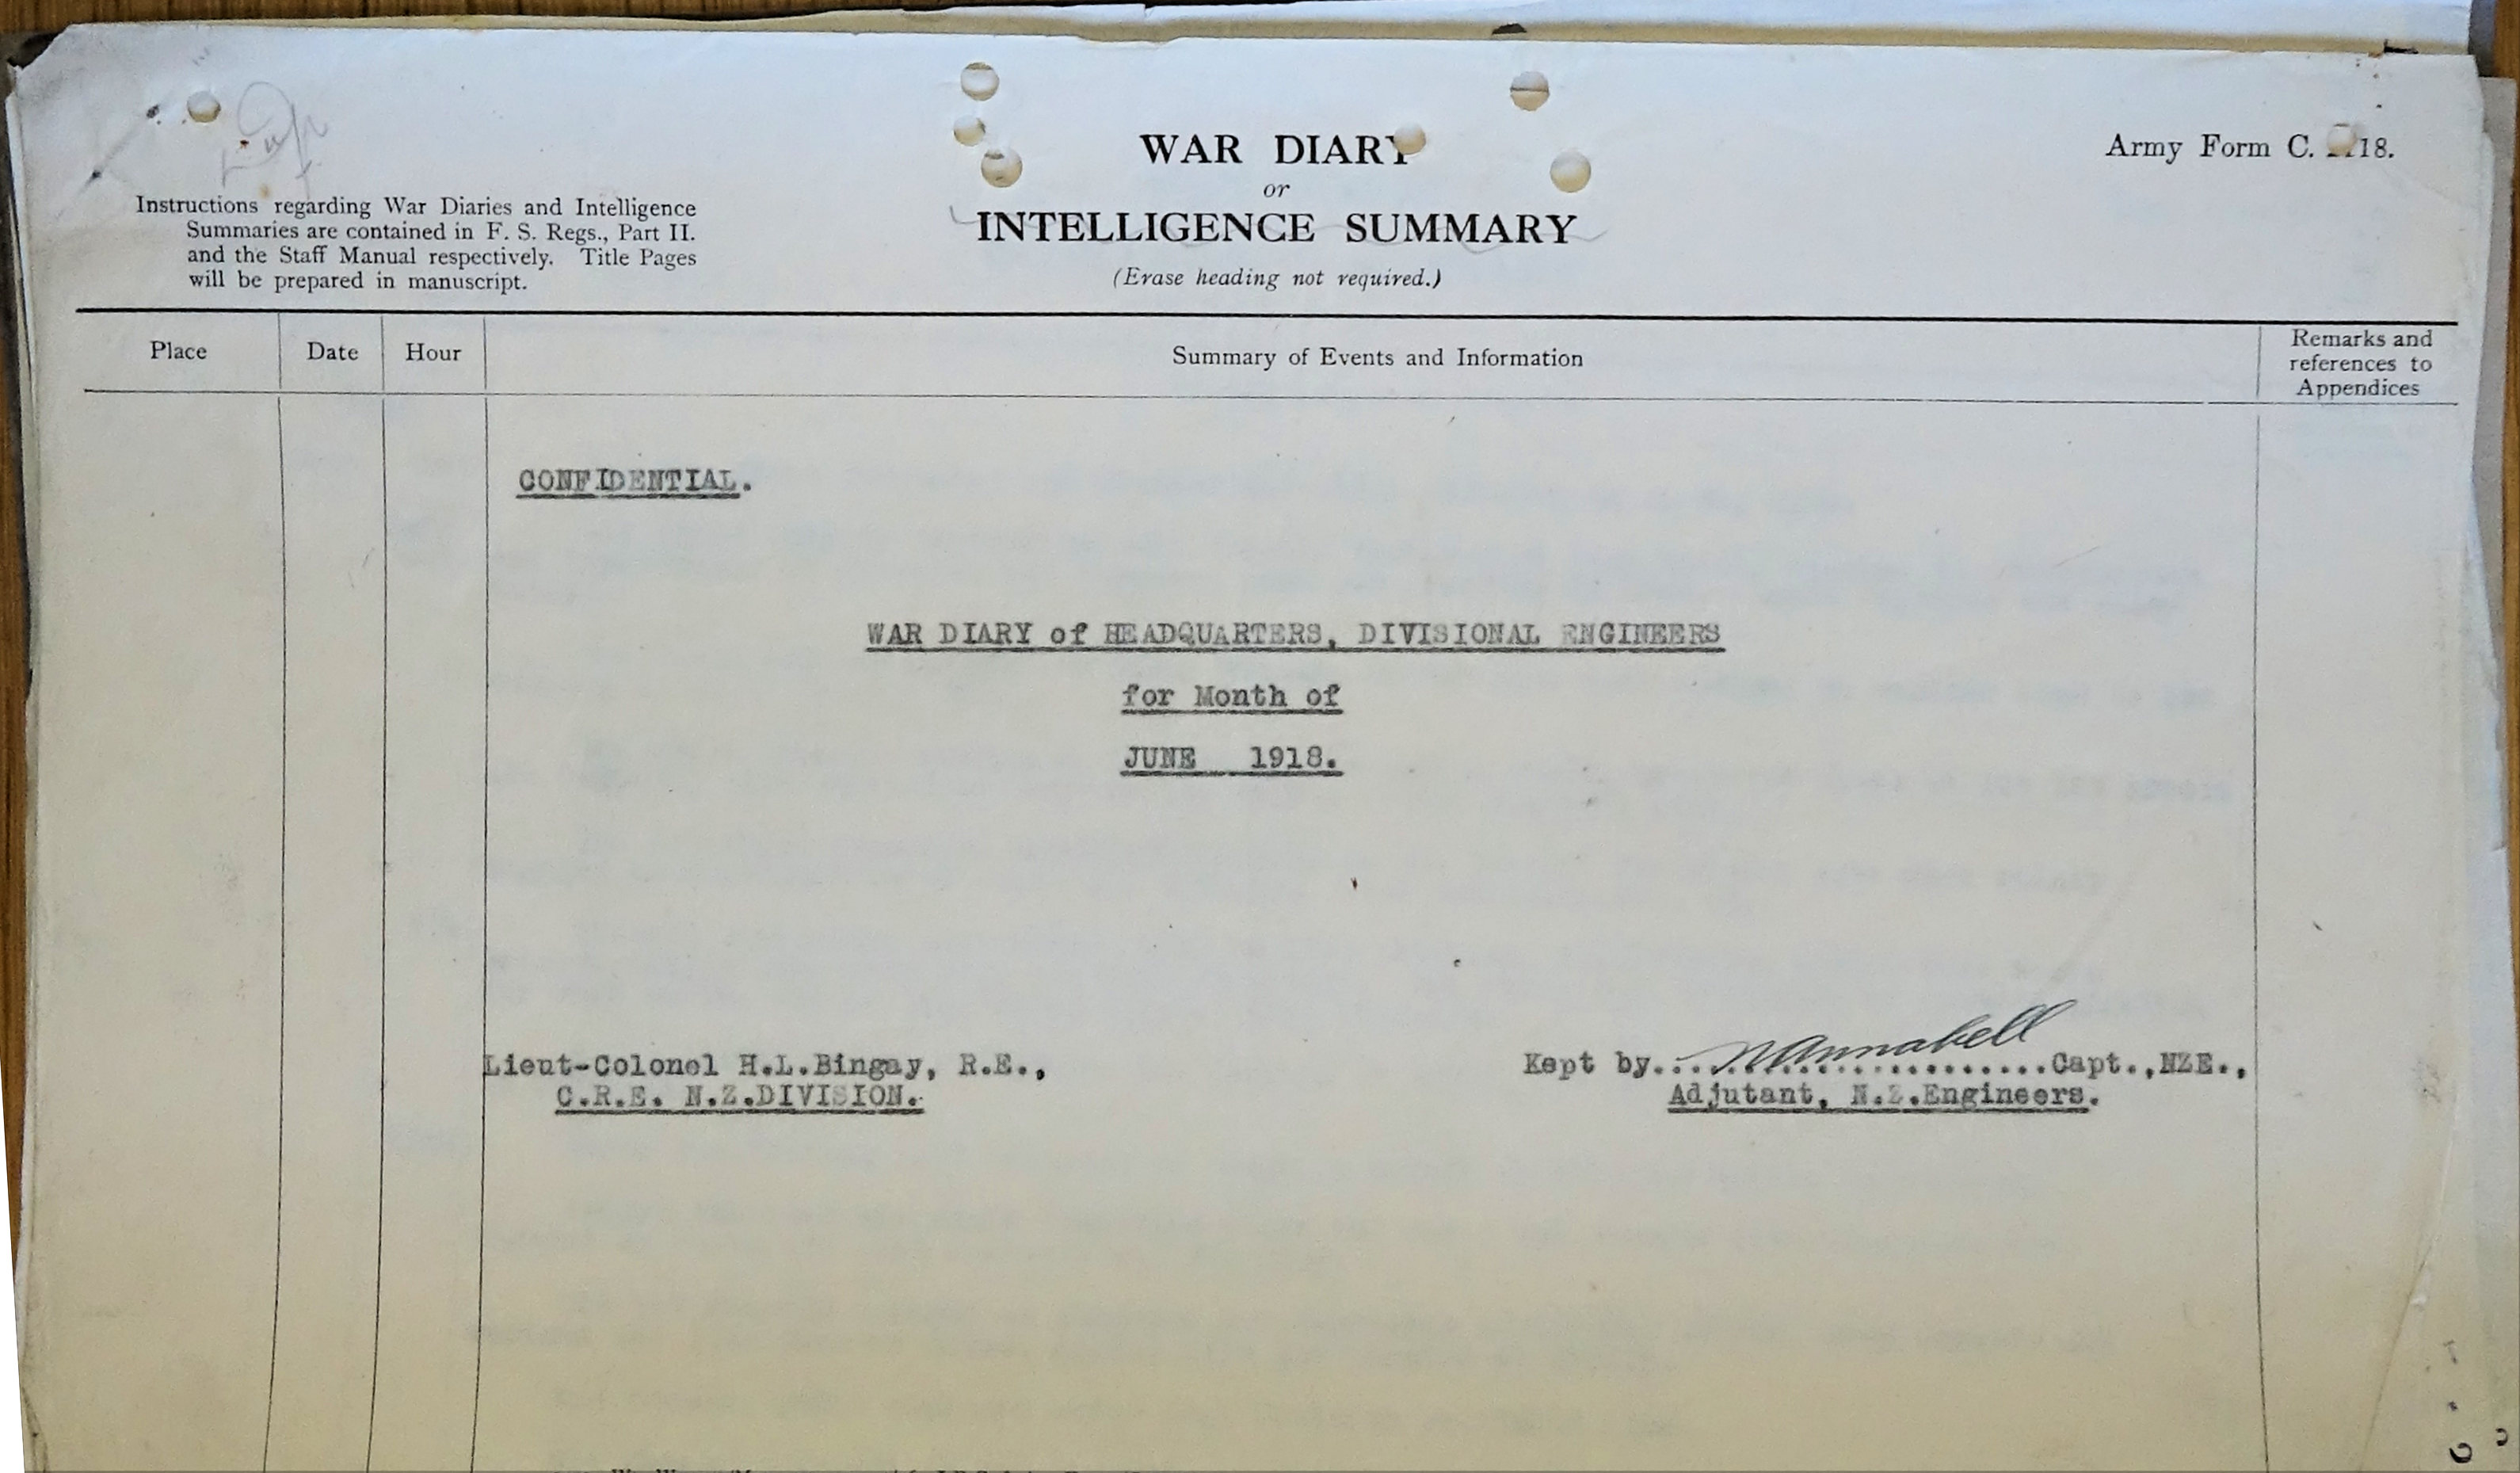 WAR DIARY
or
INTELLIGENCE SUMMARY
(Erase heading not required.)
Army Form C. 18.
Instructions regarding War Diaries and Intelligence
Summaries are contained in F. S. Regs., Part II.
and the Staff Manual respectively. Title Pages
will be prepared in manuscript.
Place
Date
Hour
Summary of Events and Information
Remarks and
references to
Appendices
CONFIDENTIAL.
WAR DIARY of HEADQUARTERS, DIVISIONAL ENGINEERS
for Month of
JUNE 1918.
Lieut-Colonel H.L.Bingay, R.E.,
C.R.E. N.Z.DIVISION.
Kept by.. NAnnabell ..Capt.,NZE.,
Adjutant, N.Z.Engineers.